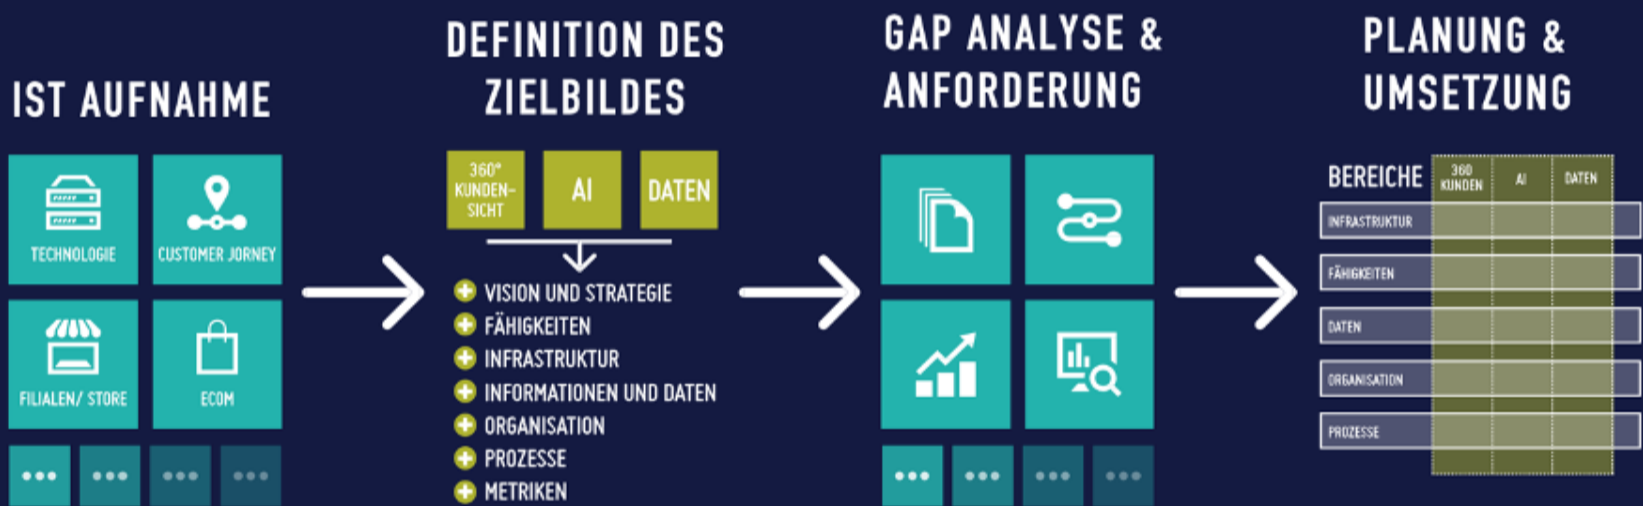 IST AUFNAHME
TECHNOLOGIE
CUSTOMER JORNEY
FILIALEN/ STORE
ECOM
DEFINITION DES
ZIELBILDES
360°
KUNDEN-
SICHT
AI
DATEN
VISION UND STRATEGIE
FÄHIGKEITEN
INFRASTRUKTUR
INFORMATIONEN UND DATEN
ORGANISATION
PROZESSE
METRIKEN
GAP ANALYSE &
ANFORDERUNG
PLANUNG &
UMSETZUNG
BEREICHE
360
KUNDEN
AI
DATEN
INFRASTRUKTUR
FÄHIGKEITEN
DATEN
ORGANISATION
PROZESSE